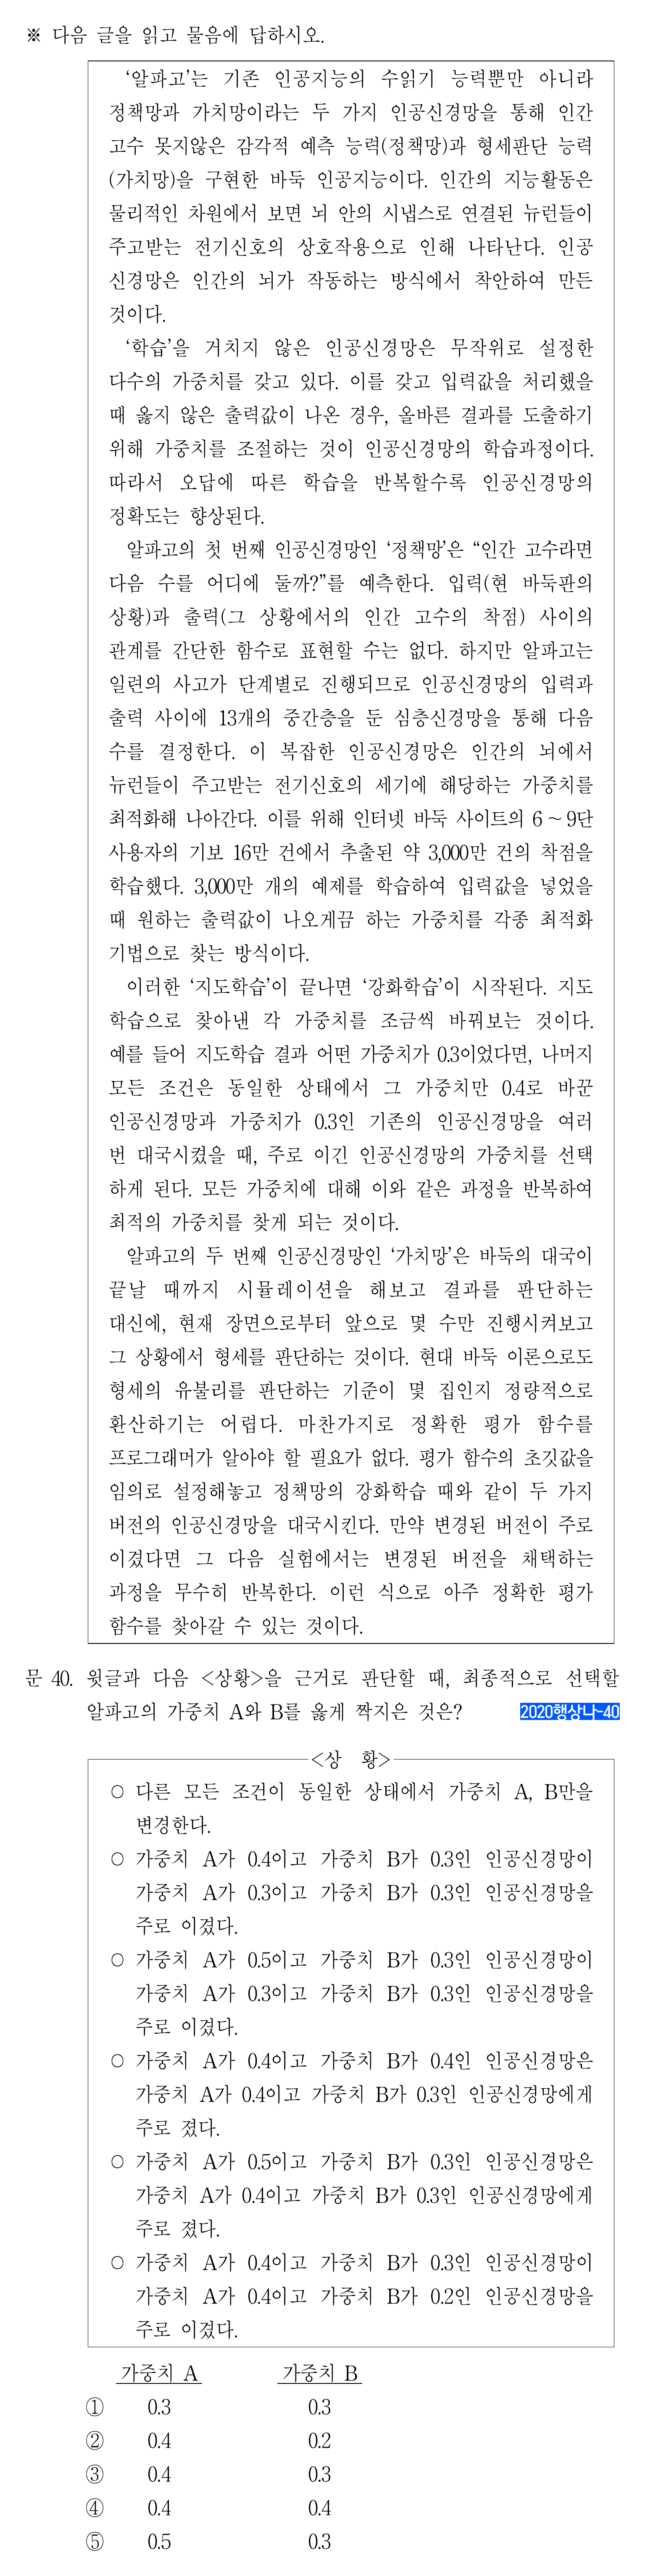 ※ 다음 글을 읽고 물음에 답하시오.
‘알파고’는 기존 인공지능의 수읽기 능력뿐만 아니라
정책망과 가치망이라는 두 가지 인공신경망을 통해 인간
고수 못지않은 감각적 예측 능력(정책망)과 형세판단 능력
(가치망)을 구현한 바둑 인공지능이다. 인간의 지능활동은
물리적인 차원에서 보면 뇌 안의 시냅스로 연결된 뉴런들이
주고받는 전기신호의 상호작용으로 인해 나타난다. 인공
신경망은 인간의 뇌가 작동하는 방식에서 착안하여 만든
것이다.
‘학습’을 거치지 않은 인공신경망은 무작위로 설정한
다수의 가중치를 갖고 있다. 이를 갖고 입력값을 처리했을
때 옳지 않은 출력값이 나온 경우, 올바른 결과를 도출하기
위해 가중치를 조절하는 것이 인공신경망의 학습과정이다.
따라서 오답에 따른 학습을 반복할수록 인공신경망의
정확도는 향상된다.
알파고의 첫 번째 인공신경망인 ‘정책망’은 “인간 고수라면
다음 수를 어디에 둘까?”를 예측한다. 입력(현 바둑판의
상황)과 출력(그 상황에서의 인간 고수의 착점) 사이의
관계를 간단한 함수로 표현할 수는 없다. 하지만 알파고는
일련의 사고가 단계별로 진행되므로 인공신경망의 입력과
출력 사이에 13개의 중간층을 둔 심층신경망을 통해 다음
수를 결정한다. 이 복잡한 인공신경망은 인간의 뇌에서
뉴런들이 주고받는 전기신호의 세기에 해당하는 가중치를
최적화해 나아간다. 이를 위해 인터넷 바둑 사이트의 6 ~ 9단
사용자의 기보 16만 건에서 추출된 약 3,000만 건의 착점을
학습했다. 3,000만 개의 예제를 학습하여 입력값을 넣었을
때 원하는 출력값이 나오게끔 하는 가중치를 각종 최적화
기법으로 찾는 방식이다.
이러한 ‘지도학습’이 끝나면 ‘강화학습’이 시작된다. 지도
학습으로 찾아낸 각 가중치를 조금씩 바꿔보는 것이다.
예를 들어 지도학습 결과 어떤 가중치가 0.3이었다면, 나머지
모든 조건은 동일한 상태에서 그 가중치만 0.4로 바꾼
인공신경망과 가중치가 0.3인 기존의 인공신경망을 여러
번 대국시켰을 때, 주로 이긴 인공신경망의 가중치를 선택
하게 된다. 모든 가중치에 대해 이와 같은 과정을 반복하여
최적의 가중치를 찾게 되는 것이다.
알파고의 두 번째 인공신경망인 ‘가치망’은 바둑의 대국이
끝날 때까지 시뮬레이션을 해보고 결과를 판단하는
대신에, 현재 장면으로부터 앞으로 몇 수만 진행시켜보고
그 상황에서 형세를 판단하는 것이다. 현대 바둑 이론으로도
형세의 유불리를 판단하는 기준이 몇 집인지 정량적으로
환산하기는 어렵다. 마찬가지로 정확한 평가 함수를
프로그래머가 알아야 할 필요가 없다. 평가 함수의 초깃값을
임의로 설정해놓고 정책망의 강화학습 때와 같이 두 가지
버전의 인공신경망을 대국시킨다. 만약 변경된 버전이 주로
이겼다면 그 다음 실험에서는 변경된 버전을 채택하는
과정을 무수히 반복한다. 이런 식으로 아주 정확한 평가
함수를 찾아갈 수 있는 것이다.
문 40. 윗글과 다음 <상황>을 근거로 판단할 때, 최종적으로 선택할
알파고의 가중치 A와 B를 옳게 짝지은 것은? 2020행상나-40
<상 황>
○ 다른 모든 조건이 동일한 상태에서 가중치 A, B만을
변경한다.
○ 가중치 A가 0.4이고 가중치 B가 0.3인 인공신경망이
가중치 A가 0.3이고 가중치 B가 0.3인 인공신경망을
주로 이겼다.
○ 가중치 A가 0.5이고 가중치 B가 0.3인 인공신경망이
가중치 A가 0.3이고 가중치 B가 0.3인 인공신경망을
주로 이겼다.
○ 가중치 A가 0.4이고 가중치 B가 0.4인 인공신경망은
가중치 A가 0.4이고 가중치 B가 0.3인 인공신경망에게
주로 졌다.
○ 가중치 A가 0.5이고 가중치 B가 0.3인 인공신경망은
가중치 A가 0.4이고 가중치 B가 0.3인 인공신경망에게
주로 졌다.
○ 가중치 A가 0.4이고 가중치 B가 0.3인 인공신경망이
가중치 A가 0.4이고 가중치 B가 0.2인 인공신경망을
주로 이겼다.
가중치 A 가중치 B
① 0.3 0.3
② 0.4 0.2
③ 0.4 0.3
④ 0.4 0.4
⑤ 0.5 0.3